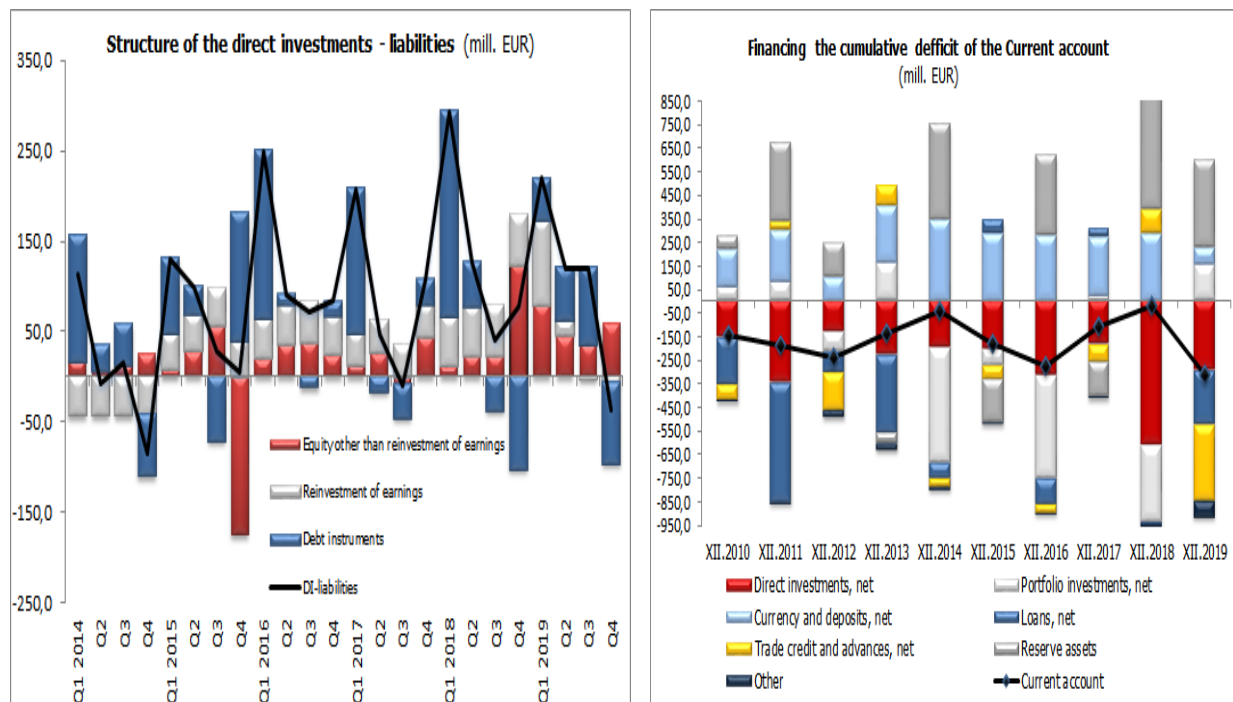 Structure of the direct investments - liabilities (mill. EUR)
350,0
250,0
150,0
50,0
-50,0
-150,0
-250,0
Equity other than reinvestment of earnings
Reinvestment of earnings
Debt instruments
DI-liabilities
Q1 2014
Q2
Q3
Q4
Q1 2015
Q2
Q3
Q4
Q1 2016
Q2
Q3
Q4
Q1 2017
Q2
Q3
Q4
Q1 2018
Q2
Q3
Q4
Q1 2019
Q2
Q3
Q4
Financing the cumulative defficit of the Current account
(mill. EUR)
850,0
750,0
650,0
550,0
450,0
350,0
250,0
150,0
50,0
-50,0
-150,0
-250,0
-350,0
-450,0
-550,0
-650,0
-750,0
-850,0
-950,0
XII.2010 XII.2011 XII.2012 XII.2013 XII.2014 XII.2015 XII.2016 XII.2017 XII.2018 XII.2019
Direct investments, net
Portfolio investments, net
Currency and deposits, net
Loans, net
Trade credit and advances, net
Reserve assets
Other
Current account